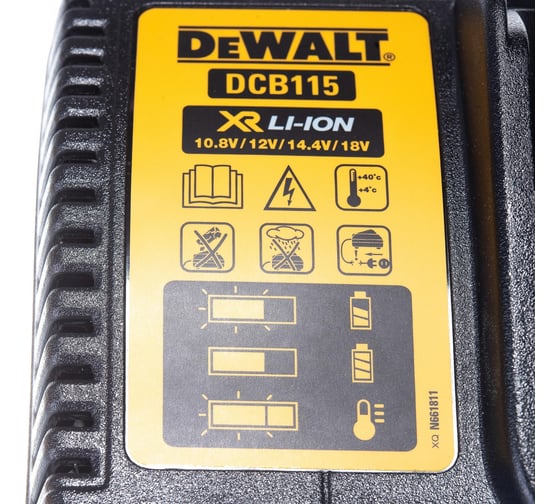 DEWALT®
DCB115
XR LI-ION
10.8V/12V/14.4V/18V
+40°C
+4°C
XQ N661811